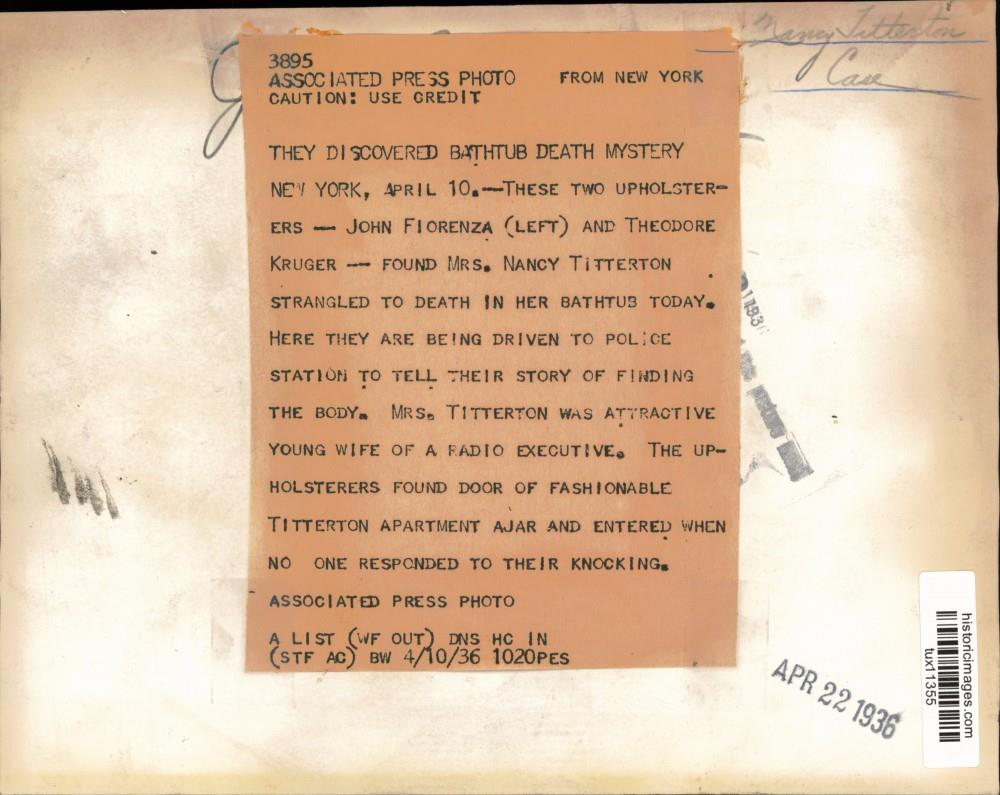 Nancy Titterton
Case
3895
ASSOCIATED PRESS PHOTO FROM NEW YORK
CAUTION: USE CREDIT
THEY DISCOVERED BATHTUB DEATH MYSTERY
NEW YORK, APRIL 10.—THESE TWO UPHOLSTER-
ERS — JOHN FIORENZA (LEFT) AND THEODORE
KRUGER — FOUND MRS. NANCY TITTERTON
STRANGLED TO DEATH IN HER BATHTUB TODAY.
HERE THEY ARE BEING DRIVEN TO POLICE
STATION TO TELL THEIR STORY OF FINDING
THE BODY. MRS. TITTERTON WAS ATTRACTIVE
YOUNG WIFE OF A RADIO EXECUTIVE. THE UP-
HOLSTERERS FOUND DOOR OF FASHIONABLE
TITTERTON APARTMENT AJAR AND ENTERED WHEN
NO ONE RESPONDED TO THEIR KNOCKING.
ASSOCIATED PRESS PHOTO
A LIST (WF OUT) DNS HC IN
(STF AC) BW 4/10/36 1020PES
APR 22 1936
historicimages.com
tux11355